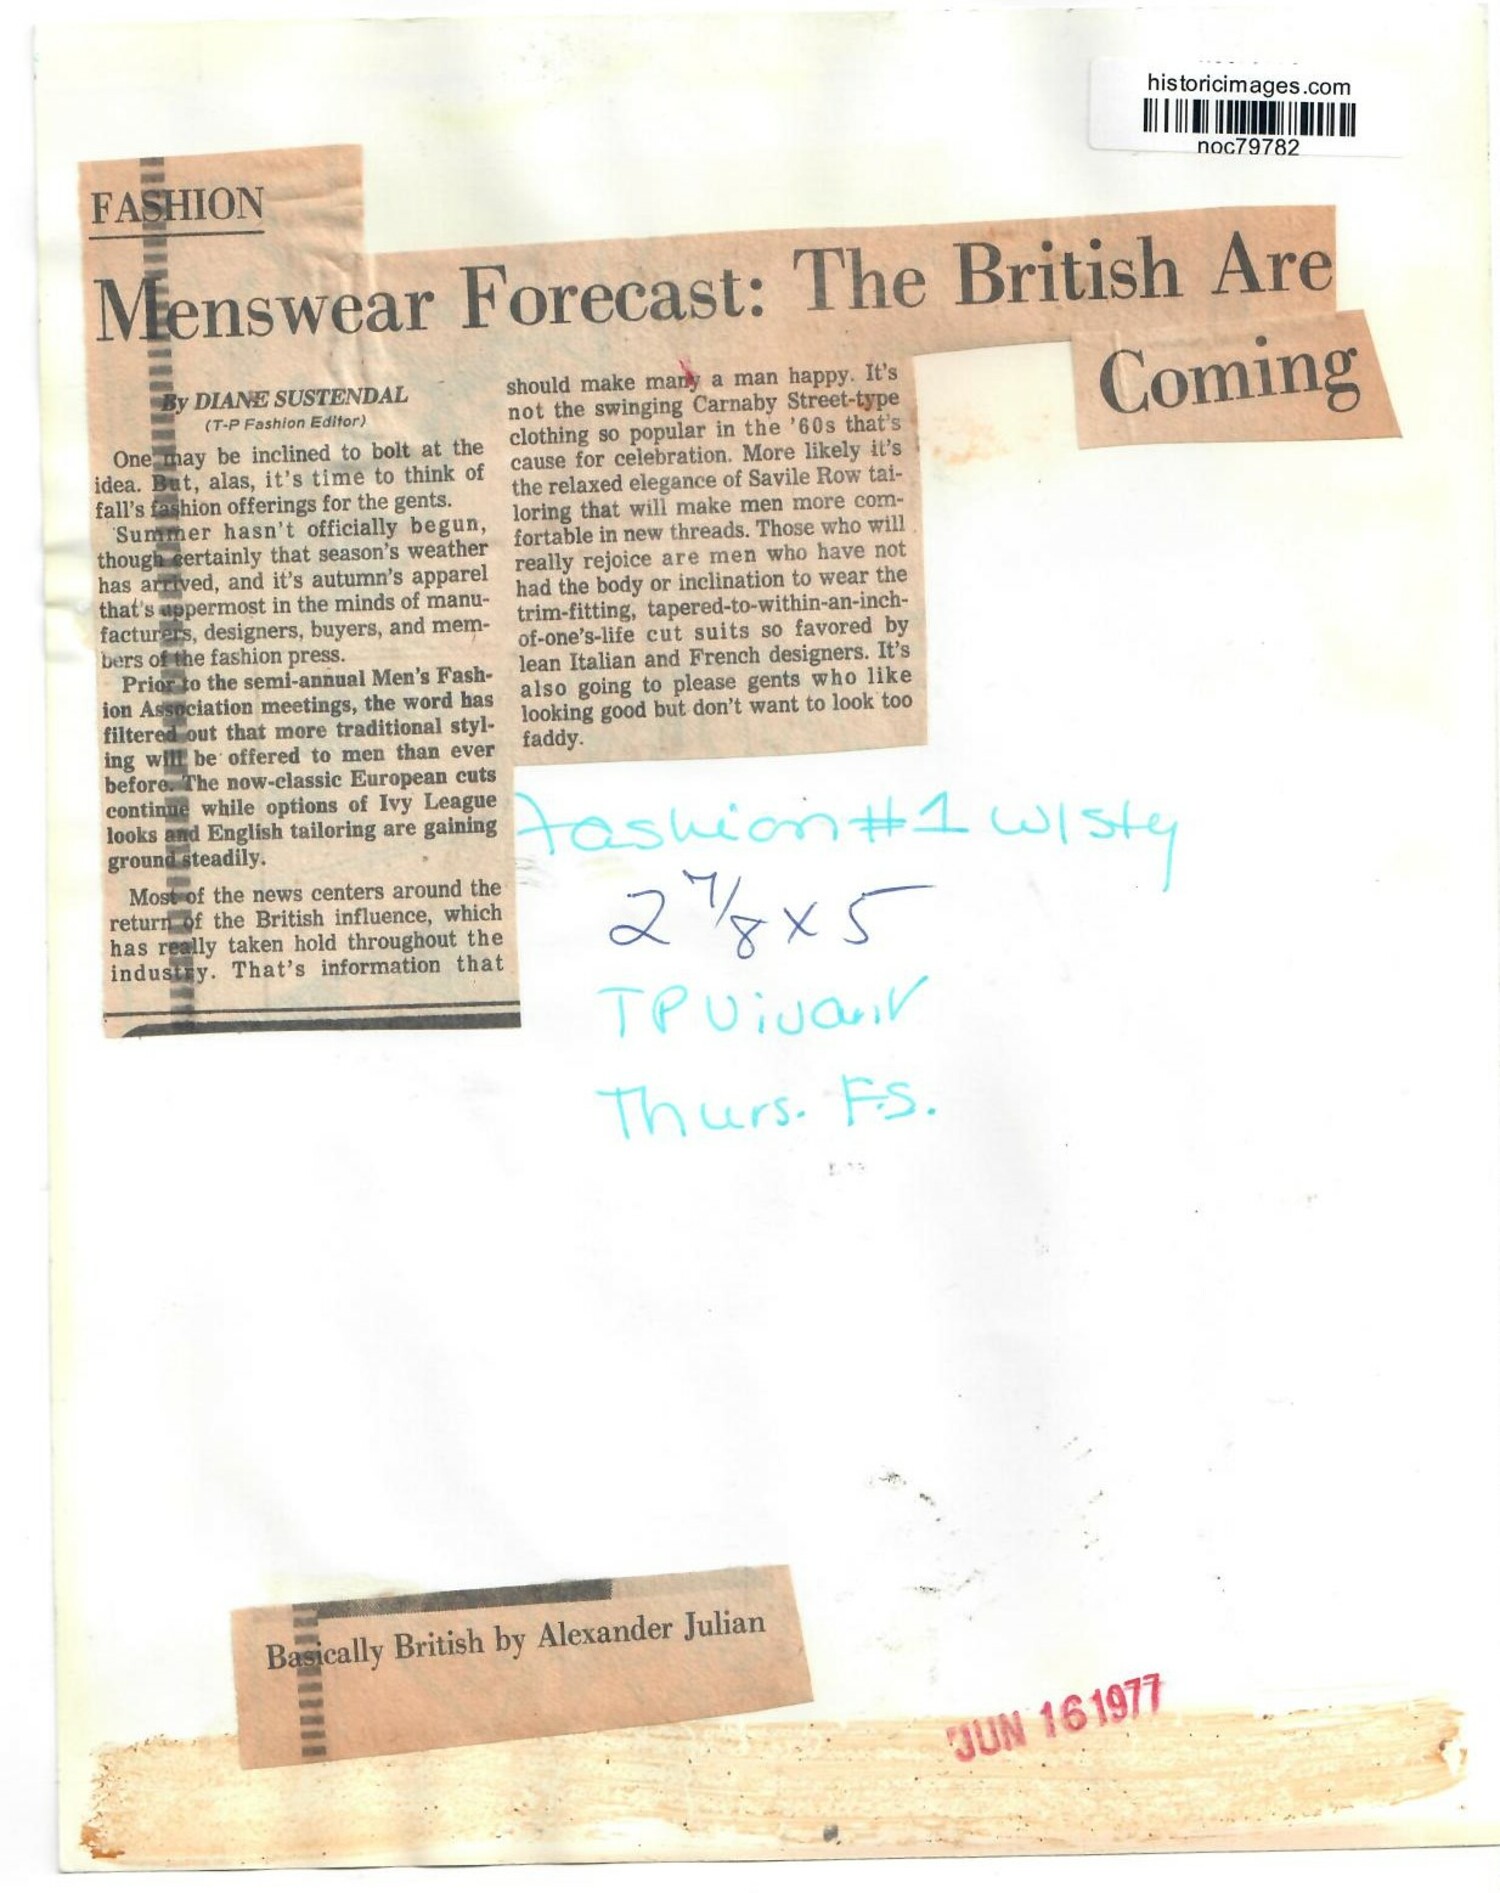 historicimages.com
noc79782
FASHION
Menswear Forecast: The British Are
Coming
By DIANE SUSTENDAL
(T-P Fashion Editor)
One may be inclined to bolt at the
idea. But, alas, it's time to think of
fall's fashion offerings for the gents.
Summer hasn't officially begun,
though certainly that season's weather
has arrived, and it's autumn's apparel
that's uppermost in the minds of manu-
facturers, designers, buyers, and mem-
bers of the fashion press.
Prior to the semi-annual Men's Fash-
ion Association meetings, the word has
filtered out that more traditional styl-
ing will be offered to men than ever
before. The now-classic European cuts
continue while options of Ivy League
looks and English tailoring are gaining
ground steadily.
Most of the news centers around the
return of the British influence, which
has really taken hold throughout the
industry. That's information that
should make many a man happy. It's
not the swinging Carnaby Street-type
clothing so popular in the '60s that's
cause for celebration. More likely it's
the relaxed elegance of Savile Row tai-
loring that will make men more com-
fortable in new threads. Those who will
really rejoice are men who have not
had the body or inclination to wear the
trim-fitting, tapered-to-within-an-inch-
of-one's-life cut suits so favored by
lean Italian and French designers. It's
also going to please gents who like
looking good but don't want to look too
faddy.
Fashion #1 w/sty
2 7/8 x 5
TP Vivant
Thurs. F.S.
Basically British by Alexander Julian
JUN 16 1977